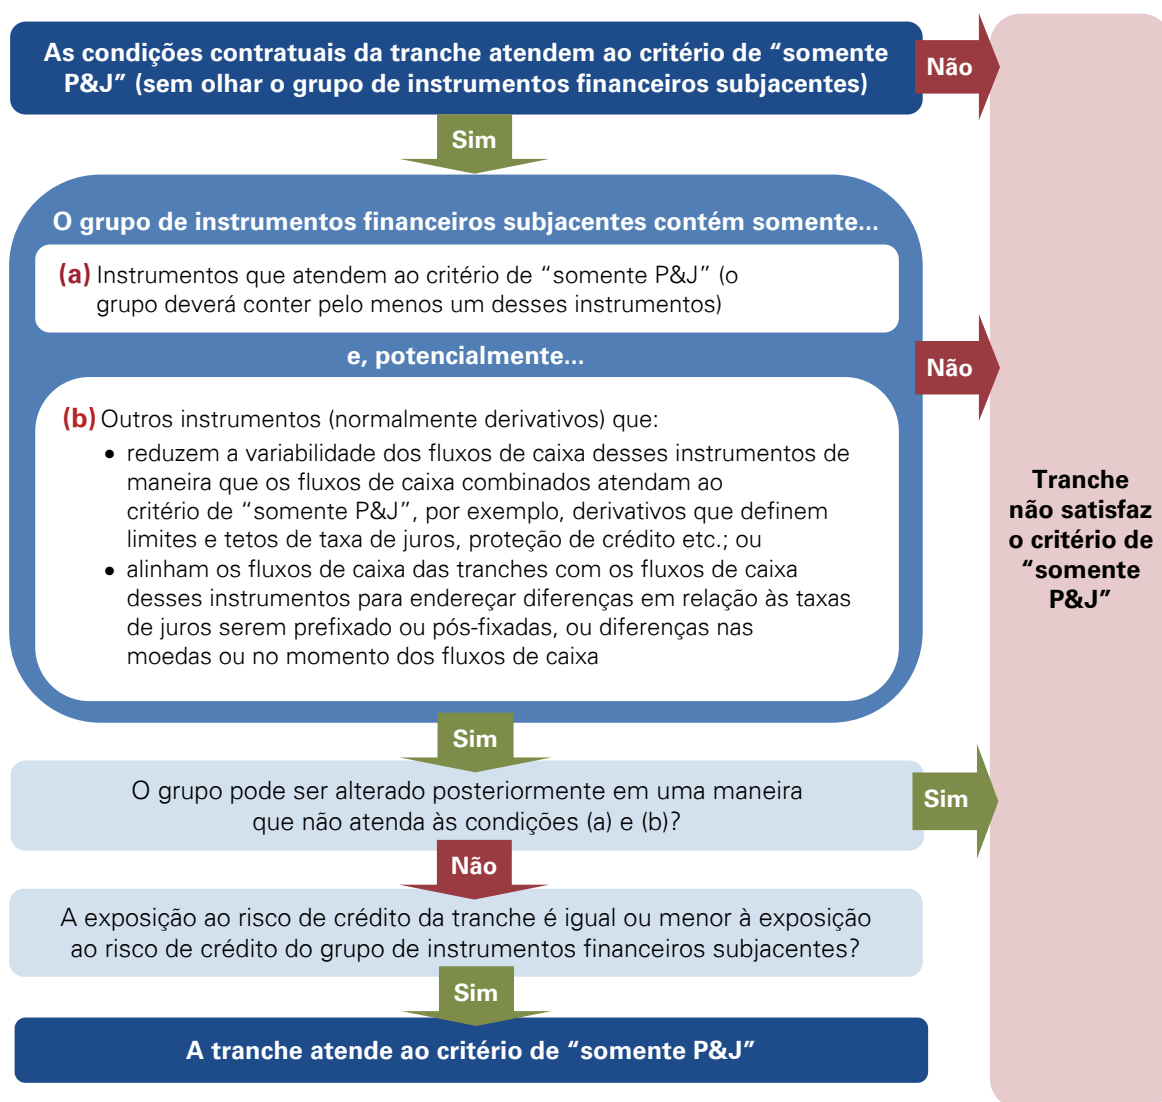 As condições contratuais da tranche atendem ao critério de “somente
P&J” (sem olhar o grupo de instrumentos financeiros subjacentes)
Não
Sim
O grupo de instrumentos financeiros subjacentes contém somente...
(a) Instrumentos que atendem ao critério de “somente P&J” (o
grupo deverá conter pelo menos um desses instrumentos)
e, potencialmente...
Não
(b) Outros instrumentos (normalmente derivativos) que:
• reduzem a variabilidade dos fluxos de caixa desses instrumentos de
maneira que os fluxos de caixa combinados atendam ao
critério de “somente P&J”, por exemplo, derivativos que definem
limites e tetos de taxa de juros, proteção de crédito etc.; ou
• alinham os fluxos de caixa das tranches com os fluxos de caixa
desses instrumentos para endereçar diferenças em relação às taxas
de juros serem prefixado ou pós-fixadas, ou diferenças nas
moedas ou no momento dos fluxos de caixa
Tranche
não satisfaz
o critério de
“somente
P&J”
Sim
O grupo pode ser alterado posteriormente em uma maneira
que não atenda às condições (a) e (b)?
Sim
Não
A exposição ao risco de crédito da tranche é igual ou menor à exposição
ao risco de crédito do grupo de instrumentos financeiros subjacentes?
Sim
A tranche atende ao critério de “somente P&J”